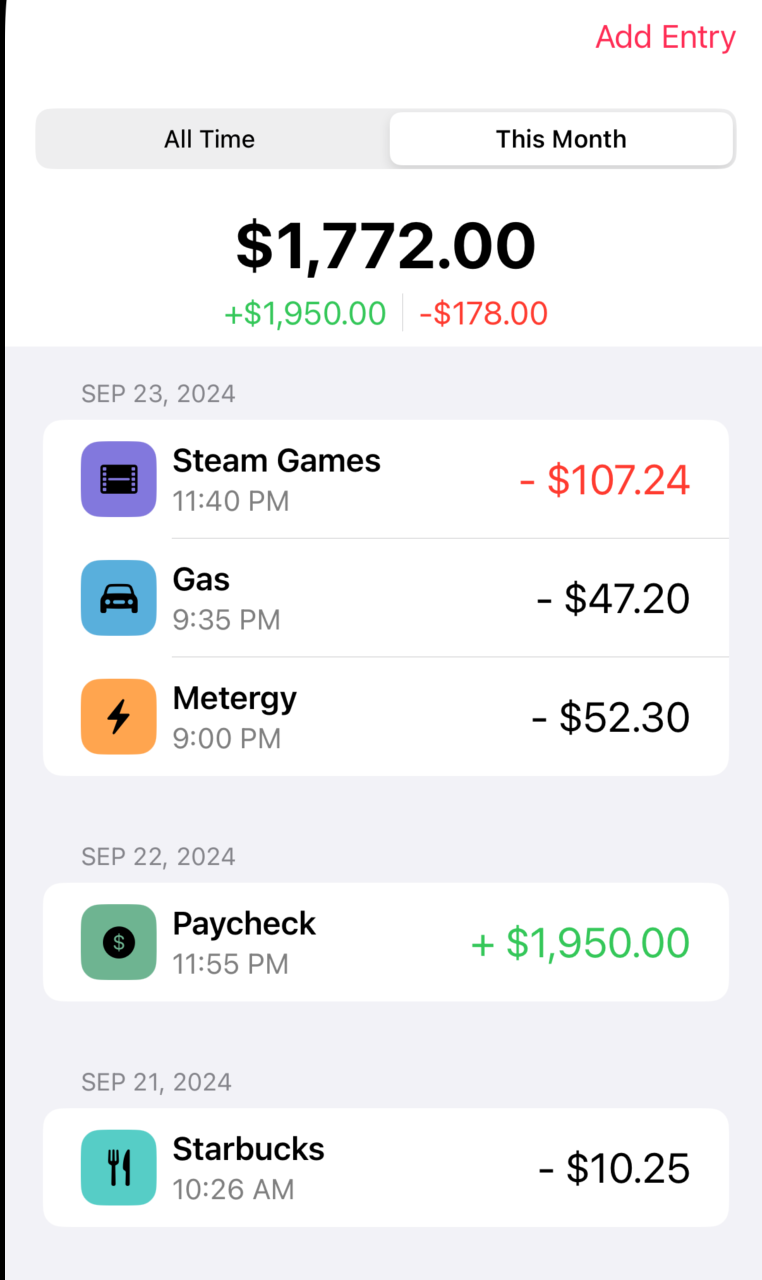 Add Entry
All Time
This Month
$1,772.00
+$1,950.00
-$178.00
SEP 23, 2024
Steam Games
11:40 PM
- $107.24
Gas
9:35 PM
- $47.20
Metergy
9:00 PM
- $52.30
SEP 22, 2024
$
Paycheck
11:55 PM
+ $1,950.00
SEP 21, 2024
Starbucks
10:26 AM
- $10.25